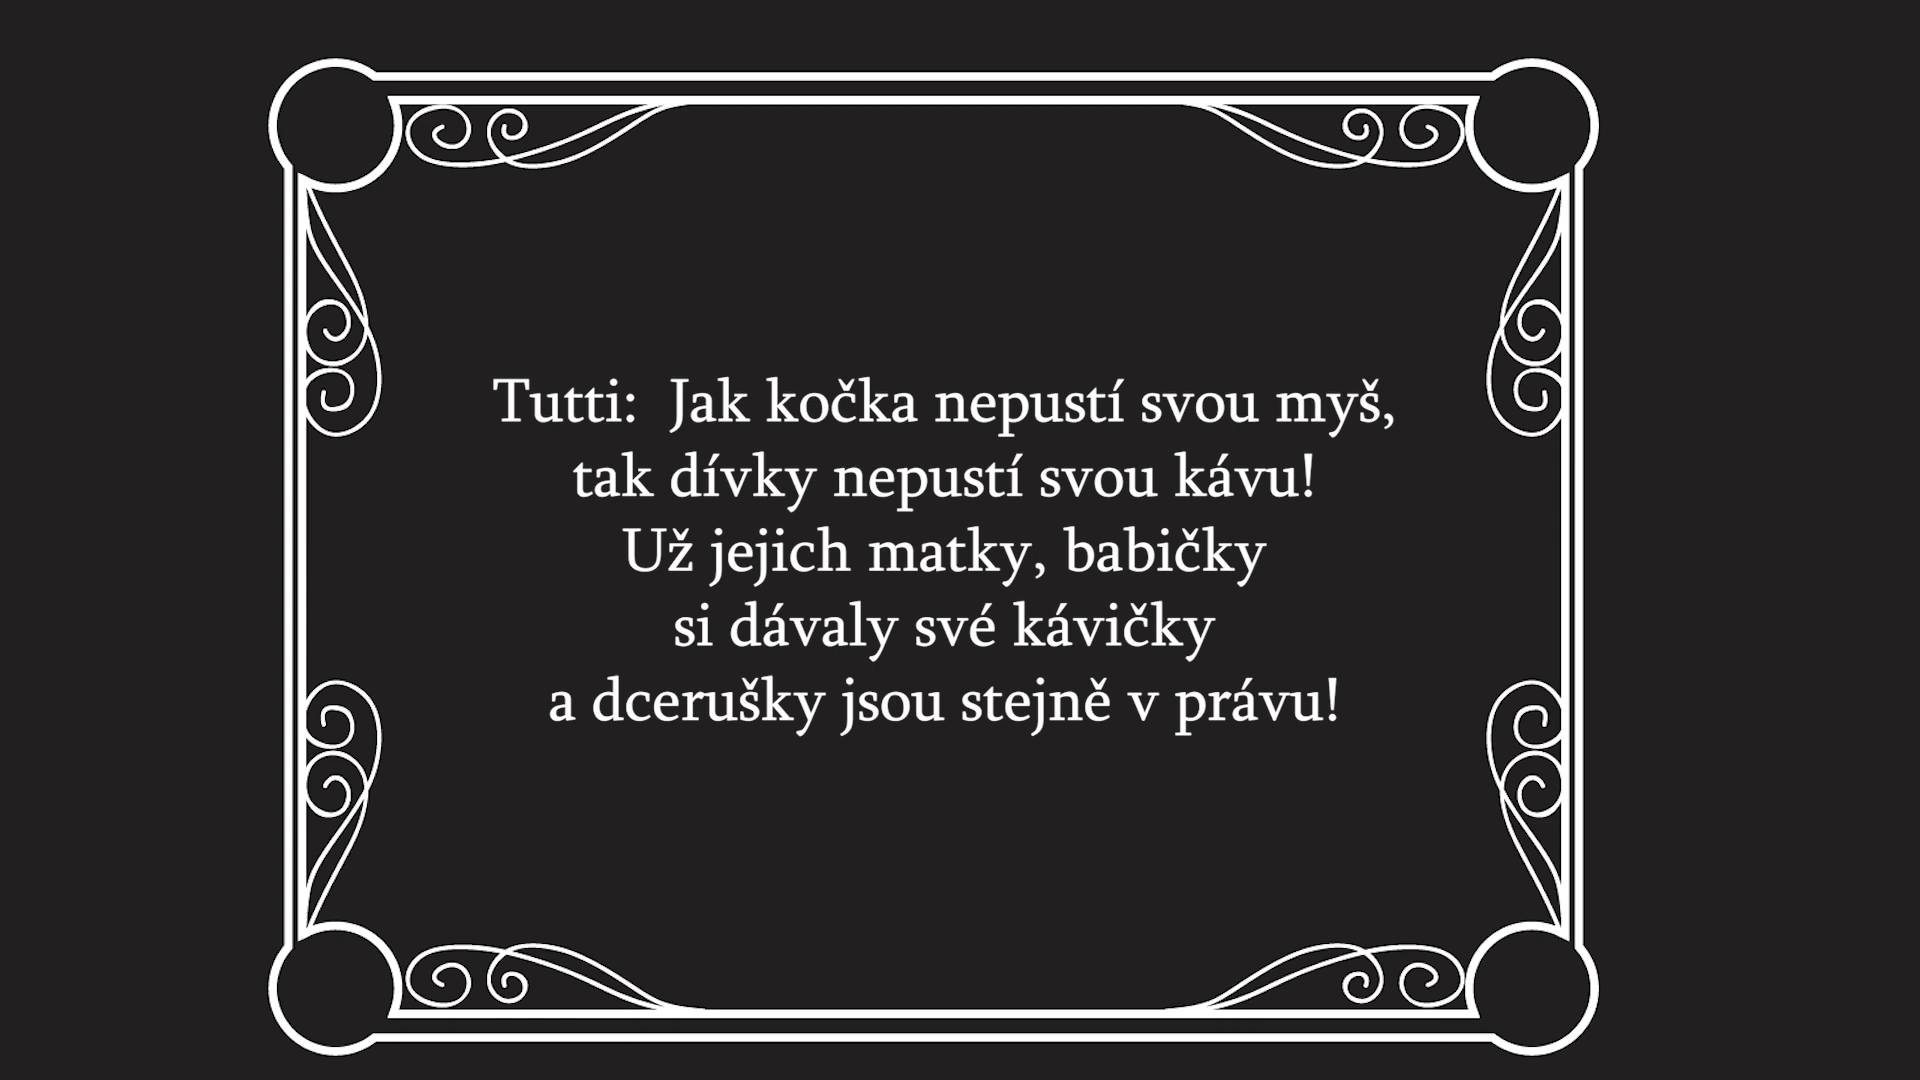 Tutti:  Jak kočka nepustí svou myš,
tak dívky nepustí svou kávu!
Už jejich matky, babičky
si dávaly své kávičky
a dcerušky jsou stejně v právu!